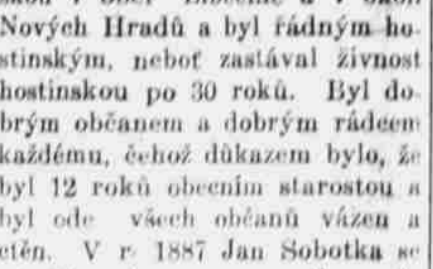 Nových Hradů a byl řádným ho-
stinským, neboť zastával živnost
hostinskou po 30 roků. Byl do-
brým občanem a dobrým rádcem
každému, čehož důkazem bylo, že
byl 12 roků obecním starostou a
byl ode všech občanů vážen a
ctěn. V r. 1887 Jan Sobotka se